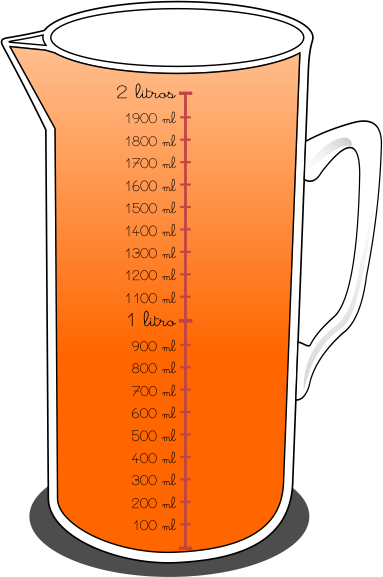 2 litros
1900 ml
1800 ml
1700 ml
1600 ml
1500 ml
1400 ml
1300 ml
1200 ml
1100 ml
1 litro
900 ml
800 ml
700 ml
600 ml
500 ml
400 ml
300 ml
200 ml
100 ml